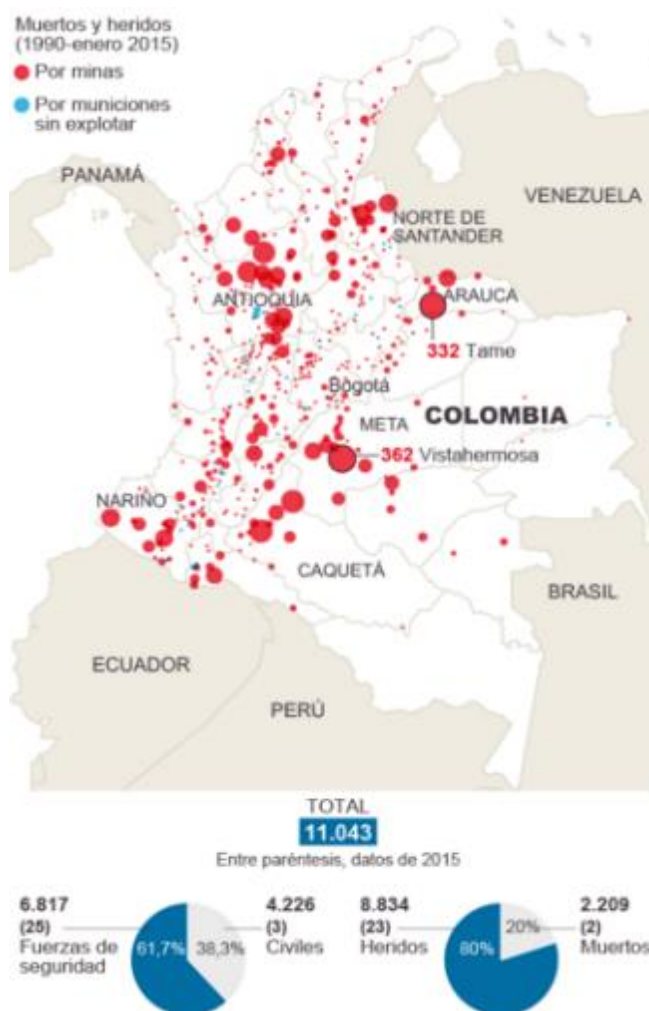 Muertos y heridos
(1990-enero 2015)
Por minas
Por municiones
sin explotar
PANAMÁ
VENEZUELA
NORTE DE
SANTANDER
ANTIOQUIA
ARAUCA
332 Tame
Bogotá
META
COLOMBIA
362 Vistahermosa
NARIÑO
CAQUETÁ
BRASIL
ECUADOR
PERÚ
TOTAL
11.043
Entre paréntesis, datos de 2015
6.817
(25)
Fuerzas de
seguridad
61,7%
38,3%
4.226
(3)
Civiles
8.834
(23)
Heridos
80%
20%
2.209
(2)
Muertos